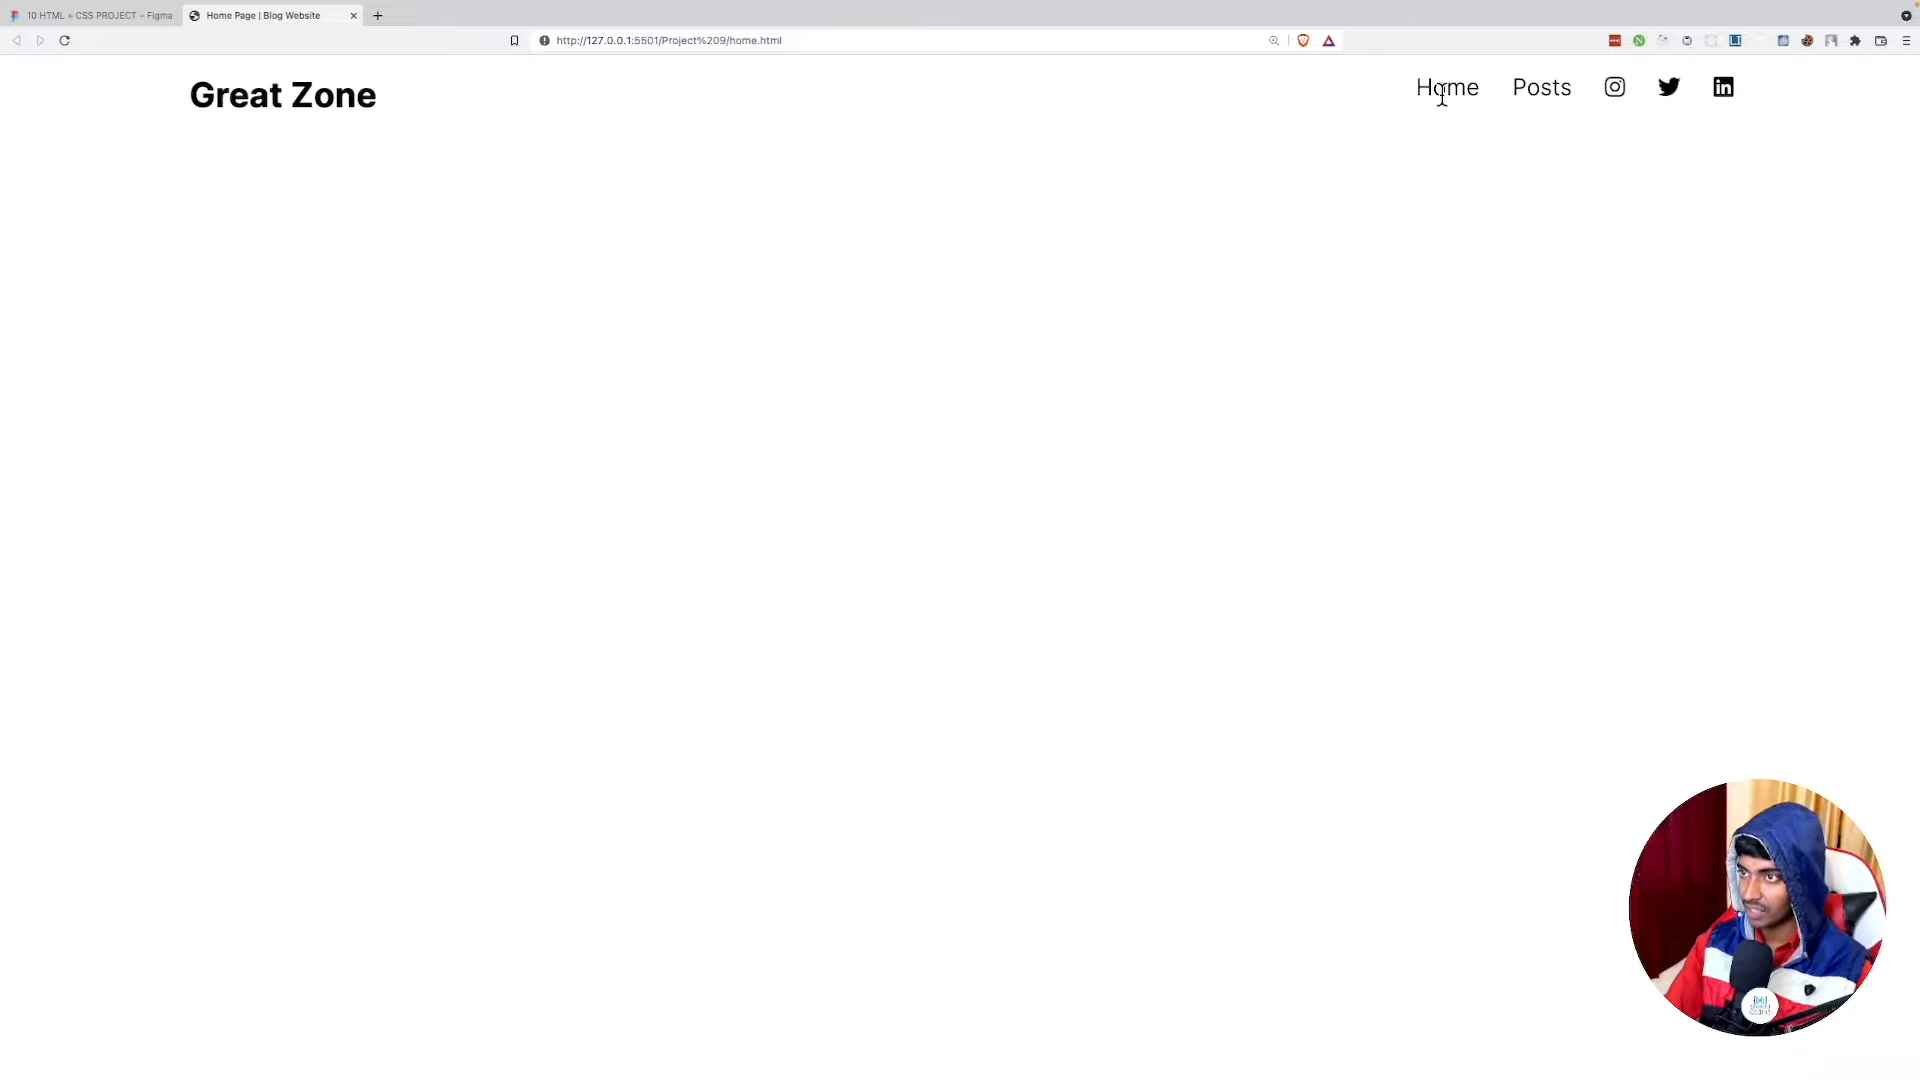 10 HTML + CSS PROJECT – Figma
Home Page | Blog Website
http://127.0.0.1:5501/Project%209/home.html
Great Zone
Home
Posts